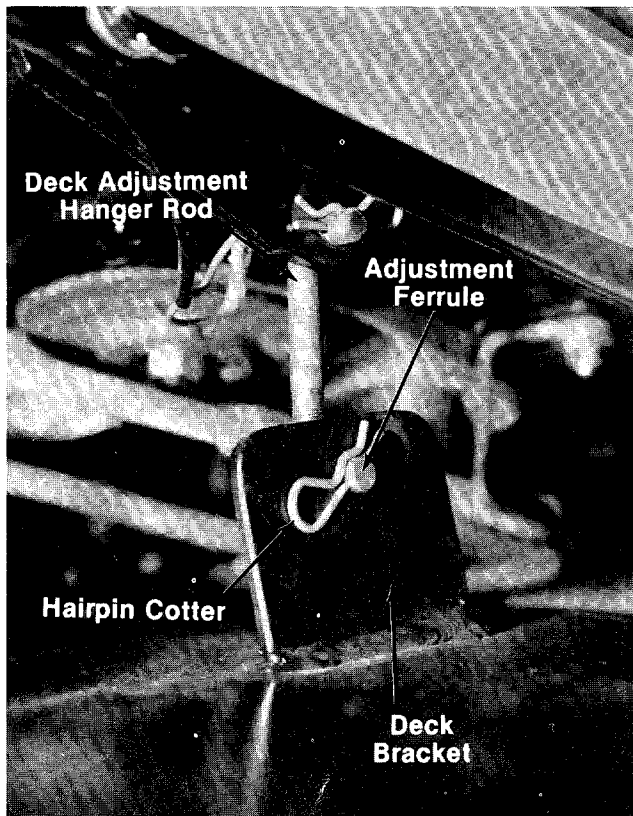 Deck Adjustment
Hanger Rod
Adjustment
Ferrule
Hairpin Cotter
Deck
Bracket